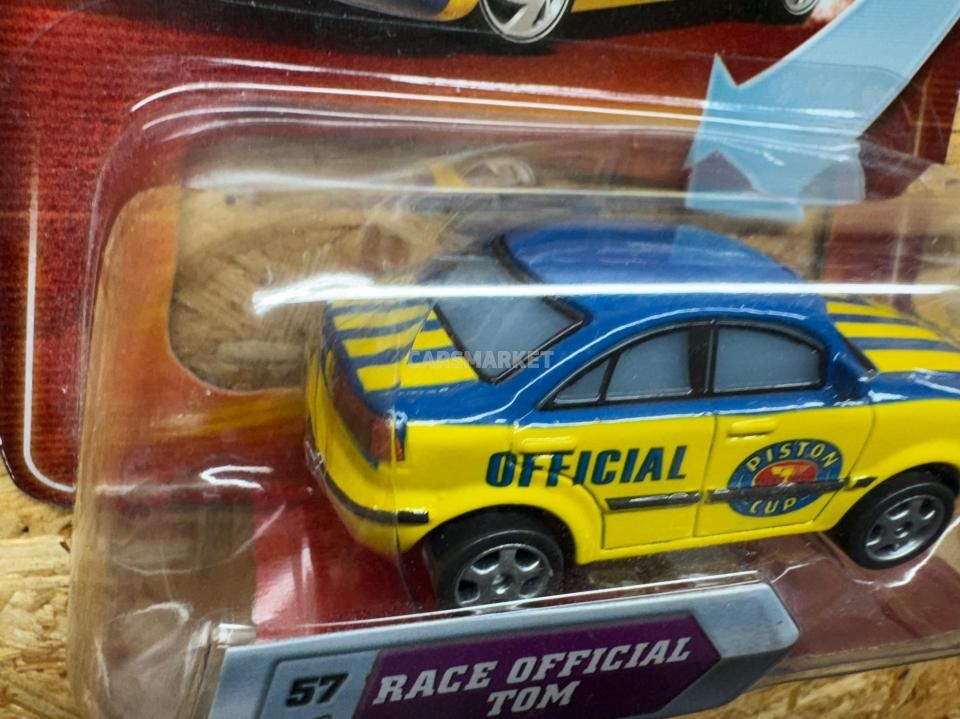 CARSMARKET
OFFICIAL
PISTON
CUP
57
RACE OFFICIAL
TOM